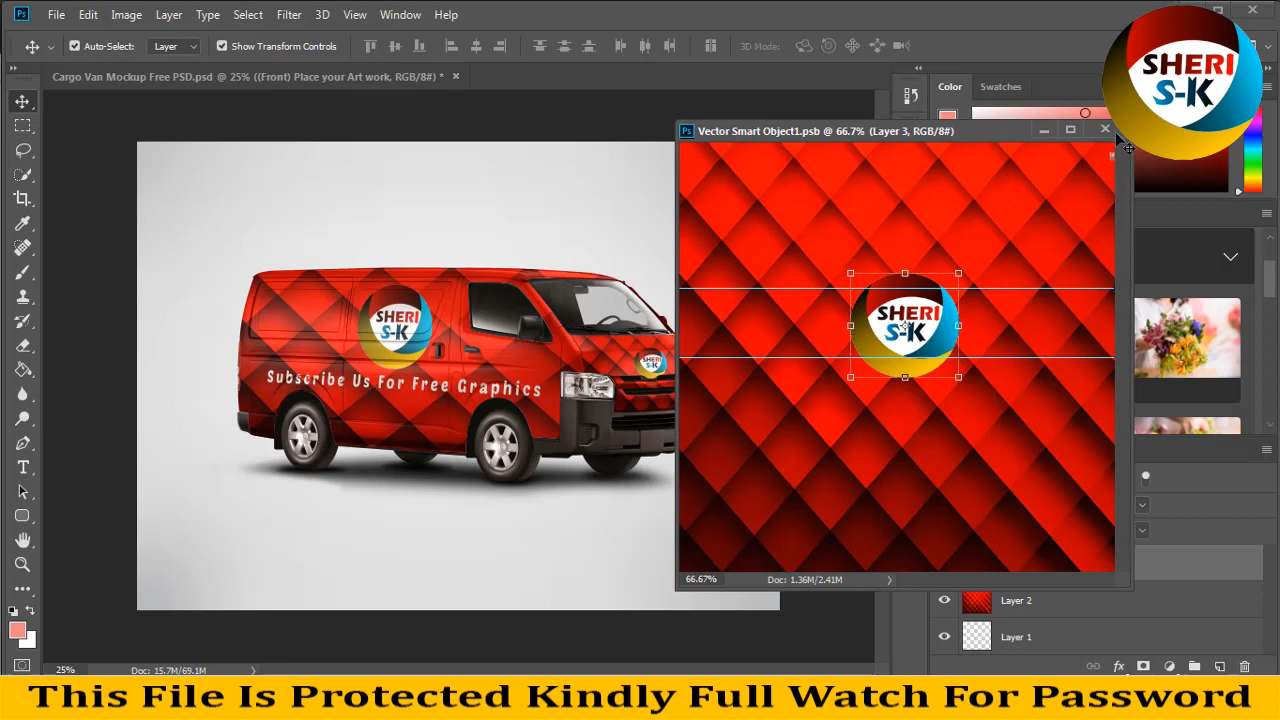 Ps File Edit Image Layer Type Select Filter 3D View Window Help
Auto-Select: Layer Show Transform Controls 3D Mode:
Cargo Van Mockup Free PSD.psd @ 25% ((Front) Place your Art work, RGB/8#) * ×
Color Swatches
SHERI
S-K
Ps Vector Smart Object1.psb @ 66.7% (Layer 3, RGB/8#)
SHERI
S-K
SHERI
S-K
SHERI
S-K
Subscribe Us For Free Graphics
66.67% Doc: 1.36M/2.41M
Layer 2
Layer 1
25% Doc: 15.7M/69.1M
This File Is Protected Kindly Full Watch For Password